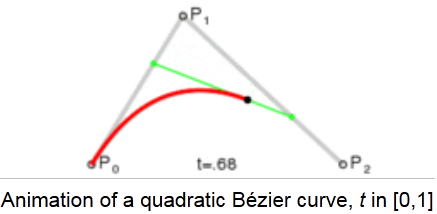 P₁
P₀
t=.68
P₂
Animation of a quadratic Bézier curve, t in [0,1]